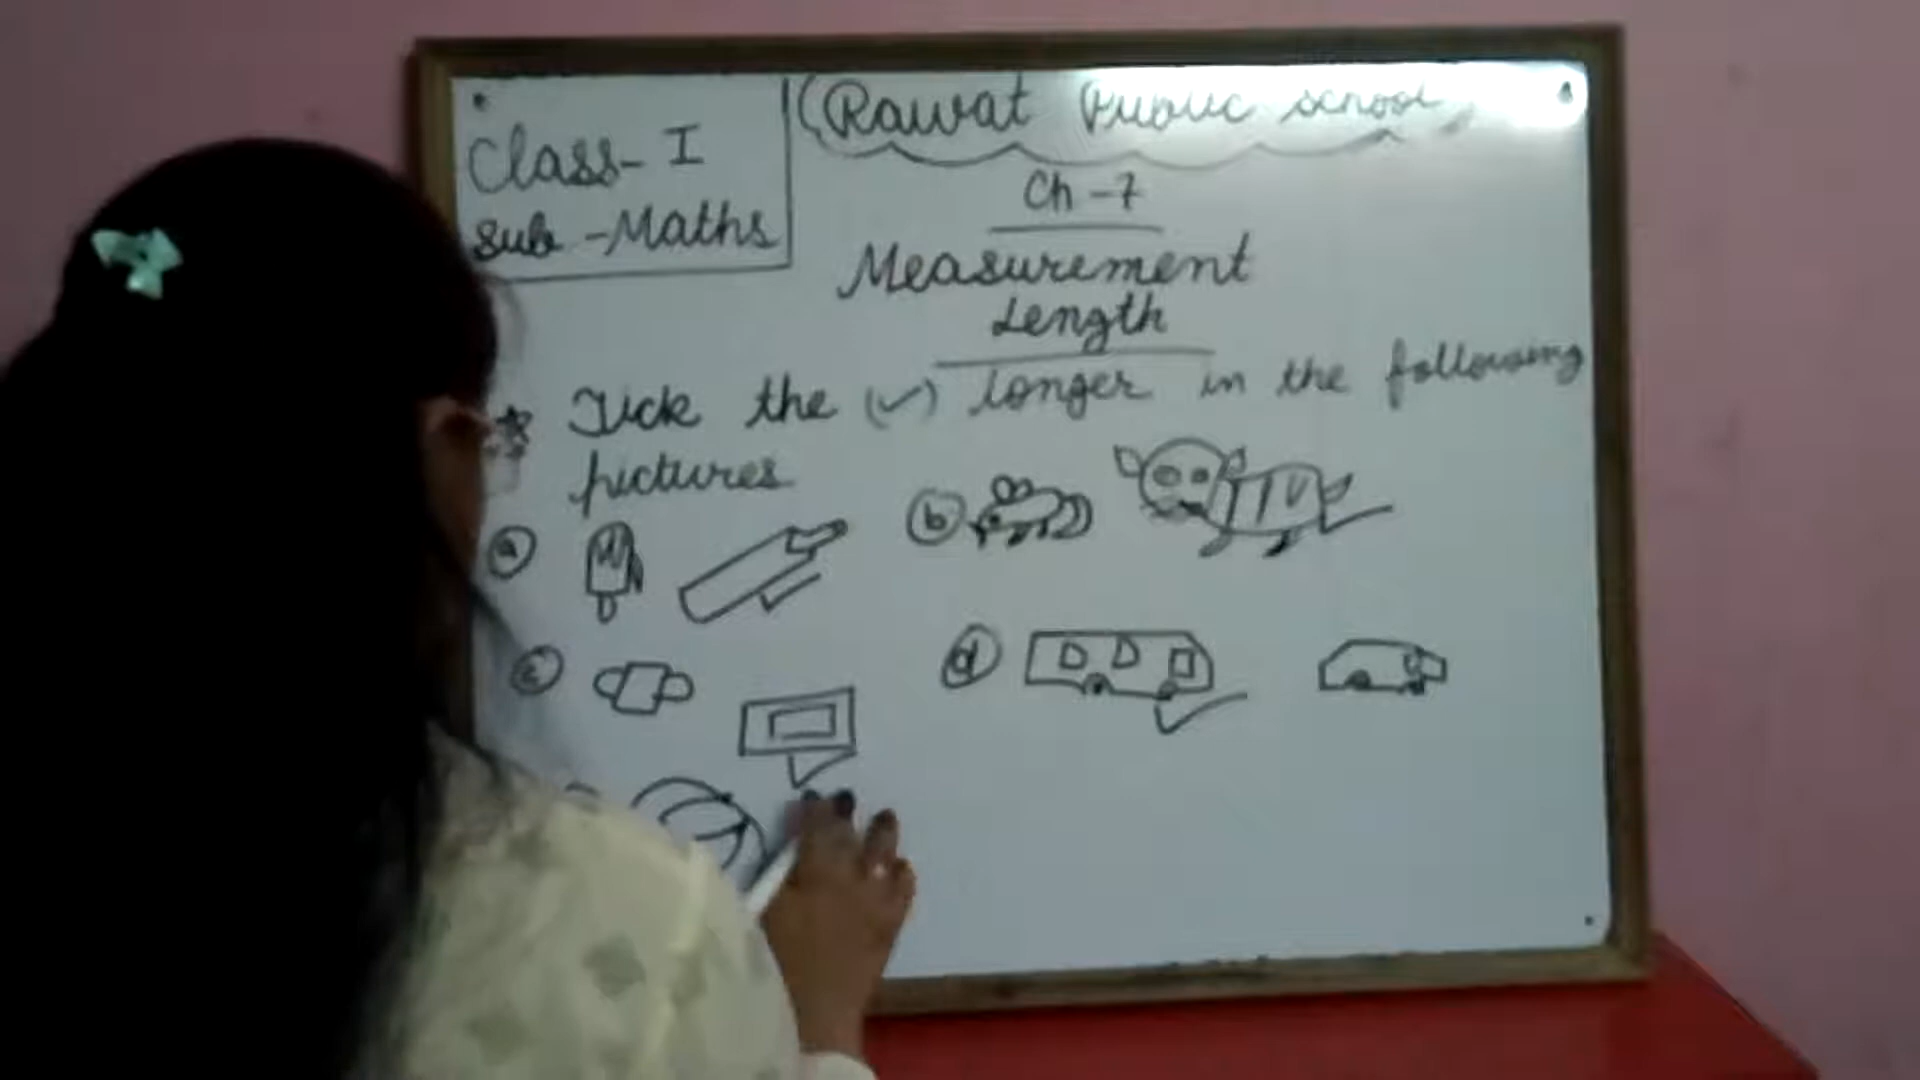 Class- I
Sub -Maths
Rawat Public School
Ch -7
Measurement
Length
Tick the (✓) longer in the following
pictures
a
b
c
d